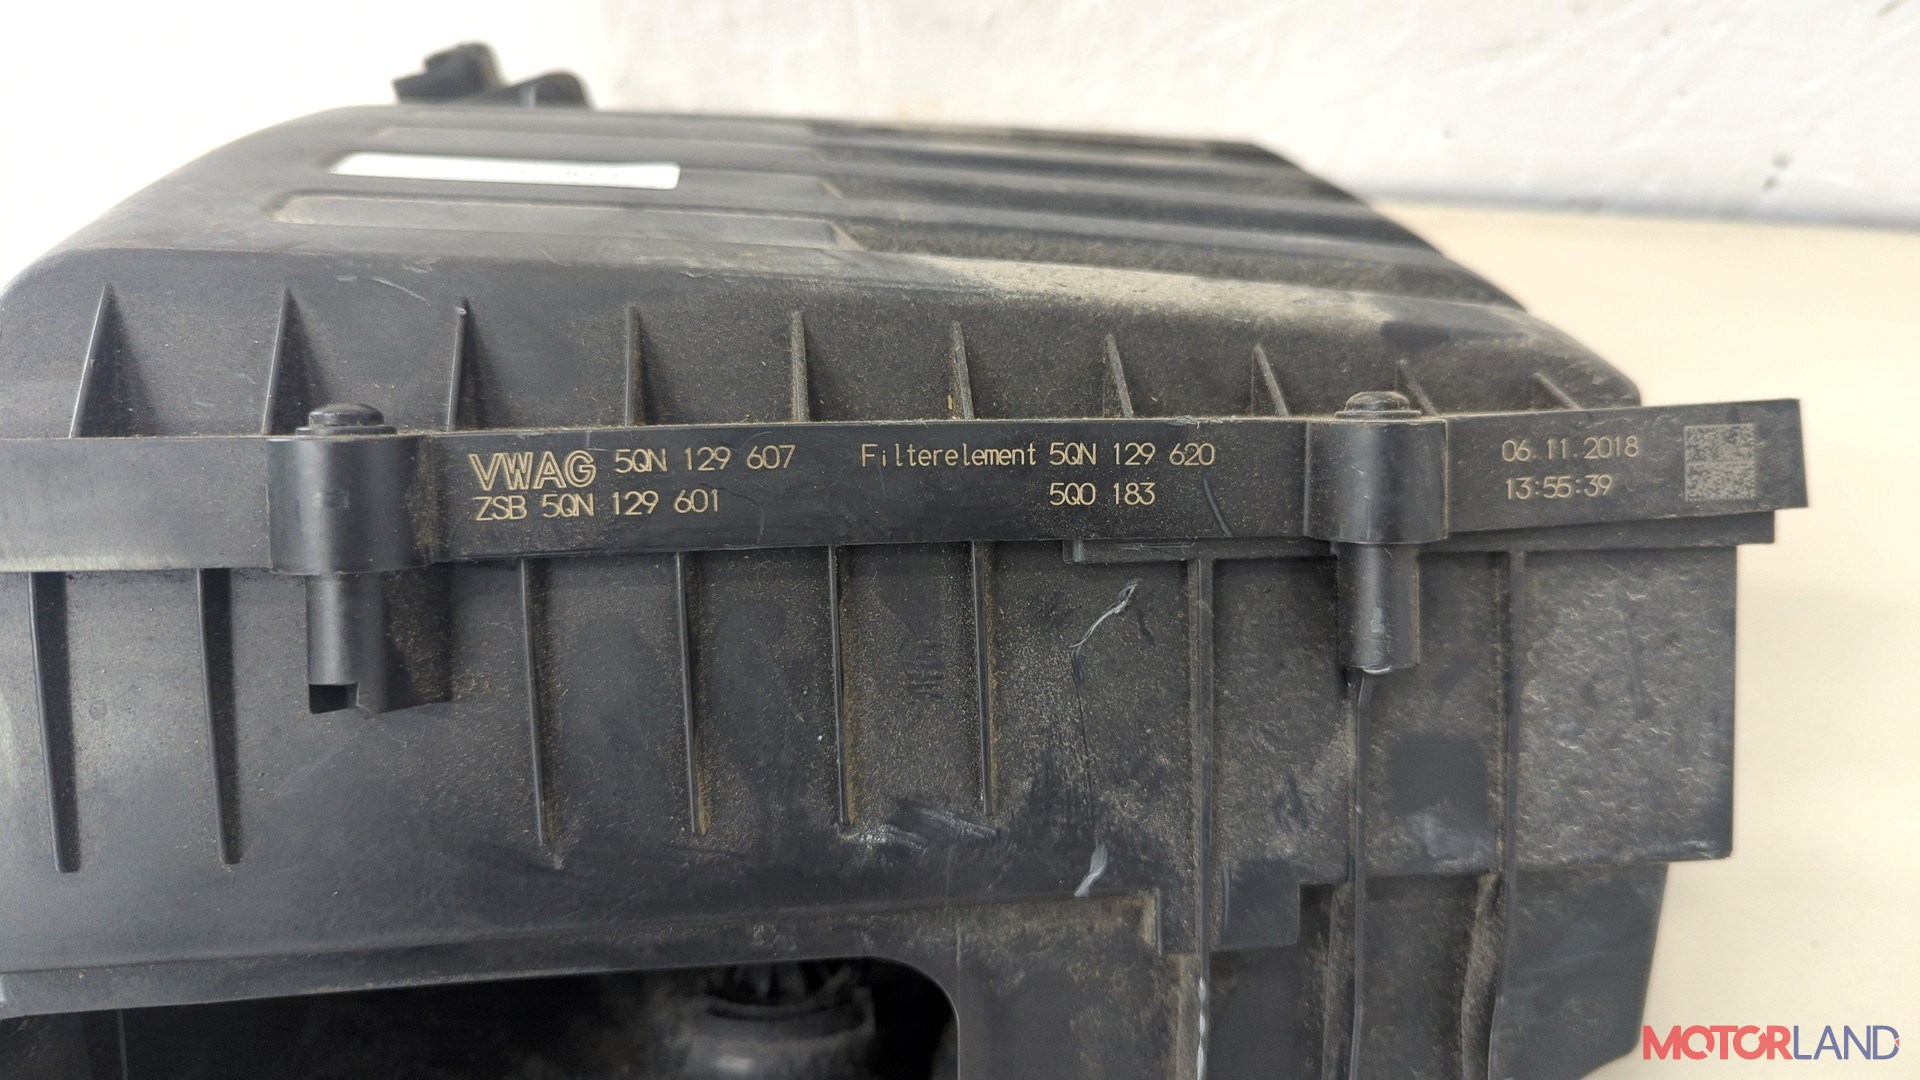 VWAG 5QN 129 607
ZSB 5QN 129 601
Filterelement 5QN 129 620
5Q0 183
06.11.2018
13:55:39
MOTORLAND